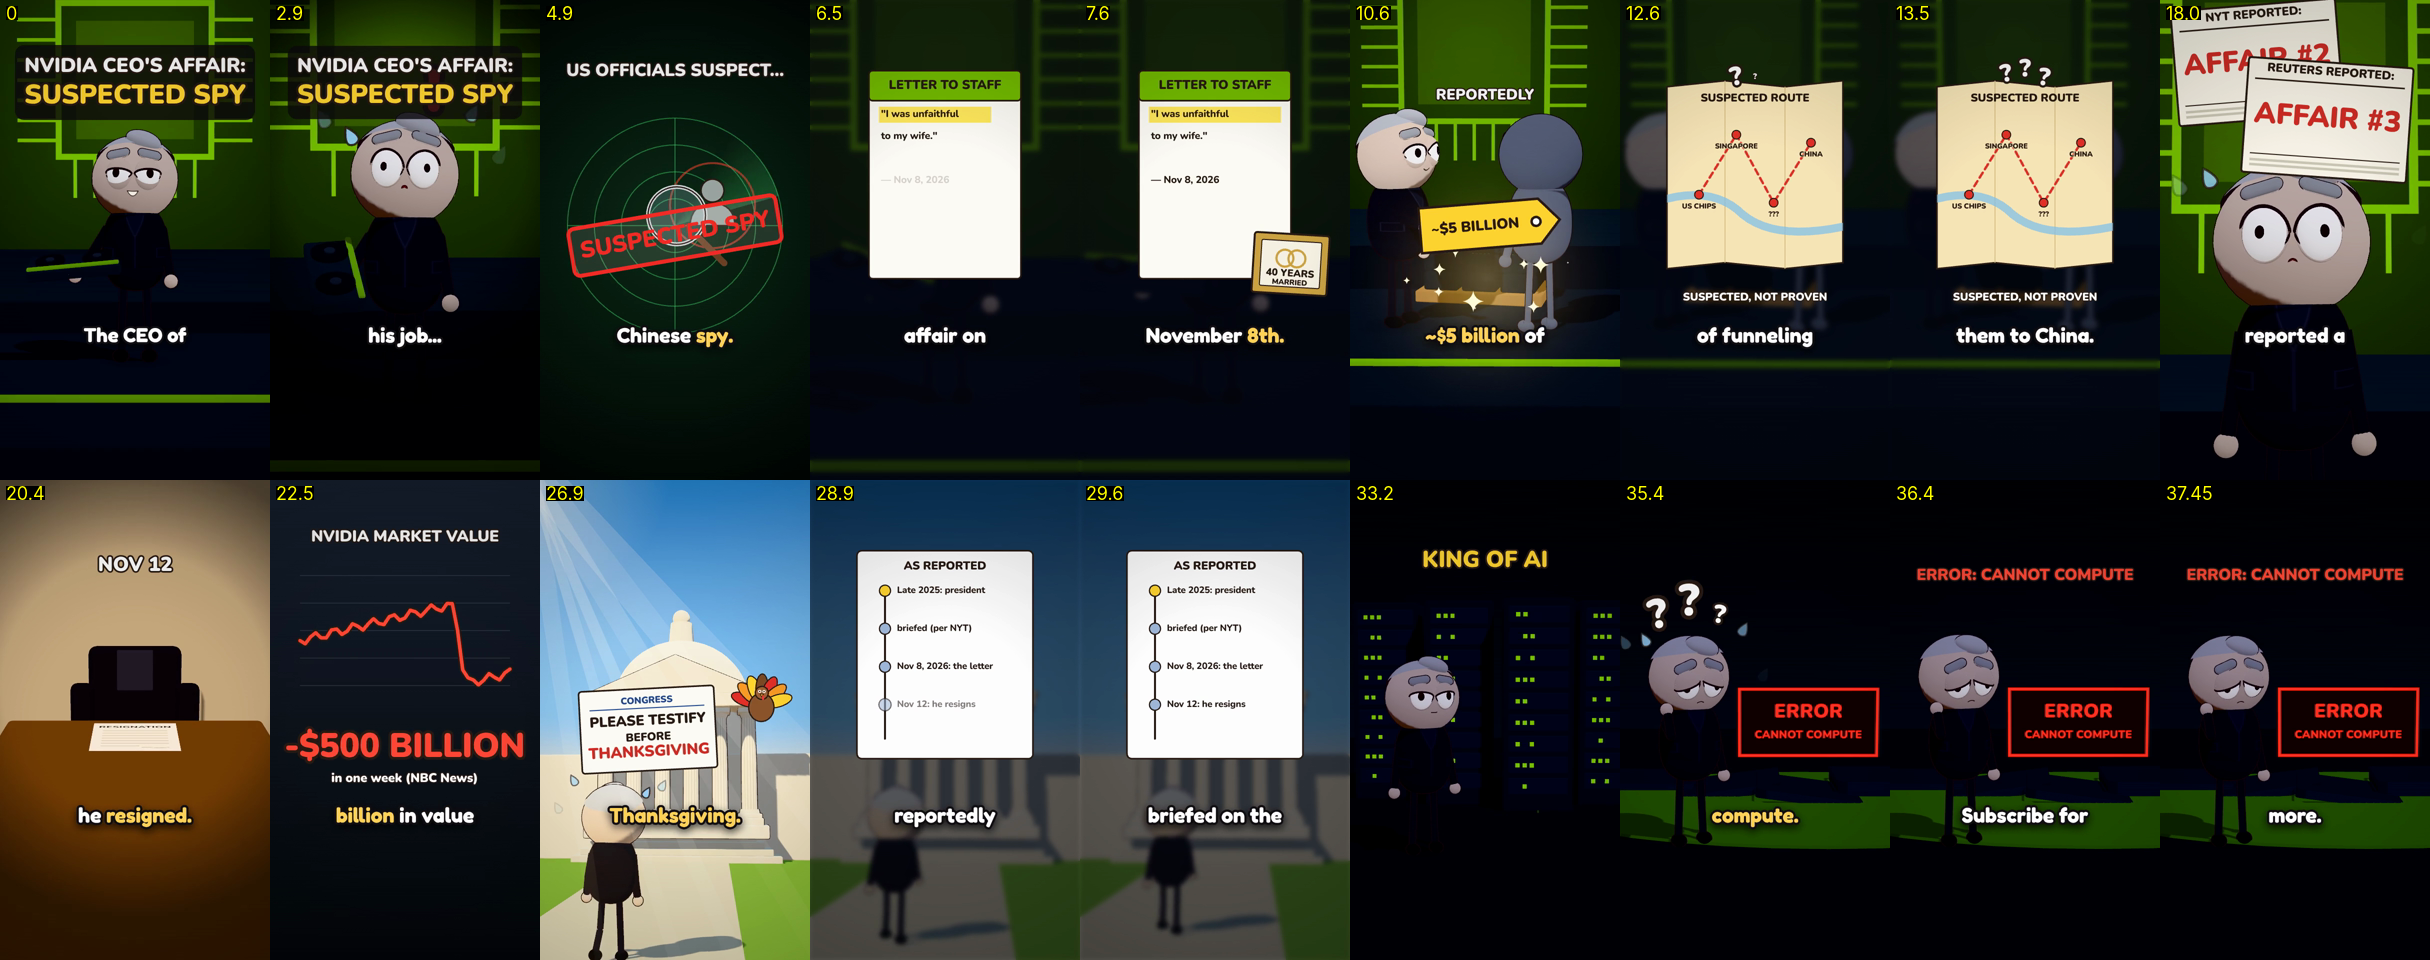 0
NVIDIA CEO'S AFFAIR:
SUSPECTED SPY
The CEO of
2.9
NVIDIA CEO'S AFFAIR:
SUSPECTED SPY
his job...
4.9
US OFFICIALS SUSPECT...
SUSPECTED SPY
Chinese spy.
6.5
LETTER TO STAFF
"I was unfaithful
to my wife."
— Nov 8, 2026
affair on
7.6
LETTER TO STAFF
"I was unfaithful
to my wife."
— Nov 8, 2026
40 YEARS
MARRIED
November 8th.
10.6
REPORTEDLY
~$5 BILLION
~$5 billion of
12.6
? ?
SUSPECTED ROUTE
SINGAPORE
CHINA
US CHIPS
???
SUSPECTED, NOT PROVEN
of funneling
13.5
? ? ?
SUSPECTED ROUTE
SINGAPORE
CHINA
US CHIPS
???
SUSPECTED, NOT PROVEN
them to China.
18.0
NYT REPORTED:
AFFAIR #2
REUTERS REPORTED:
AFFAIR #3
reported a
20.4
NOV 12
RESIGNATION
he resigned.
22.5
NVIDIA MARKET VALUE
-$500 BILLION
in one week (NBC News)
billion in value
26.9
CONGRESS
PLEASE TESTIFY
BEFORE
THANKSGIVING
Thanksgiving.
28.9
AS REPORTED
Late 2025: president
briefed (per NYT)
Nov 8, 2026: the letter
Nov 12: he resigns
reportedly
29.6
AS REPORTED
Late 2025: president
briefed (per NYT)
Nov 8, 2026: the letter
Nov 12: he resigns
briefed on the
33.2
KING OF AI
35.4
? ? ?
ERROR
CANNOT COMPUTE
compute.
36.4
ERROR: CANNOT COMPUTE
ERROR
CANNOT COMPUTE
Subscribe for
37.45
ERROR: CANNOT COMPUTE
ERROR
CANNOT COMPUTE
more.